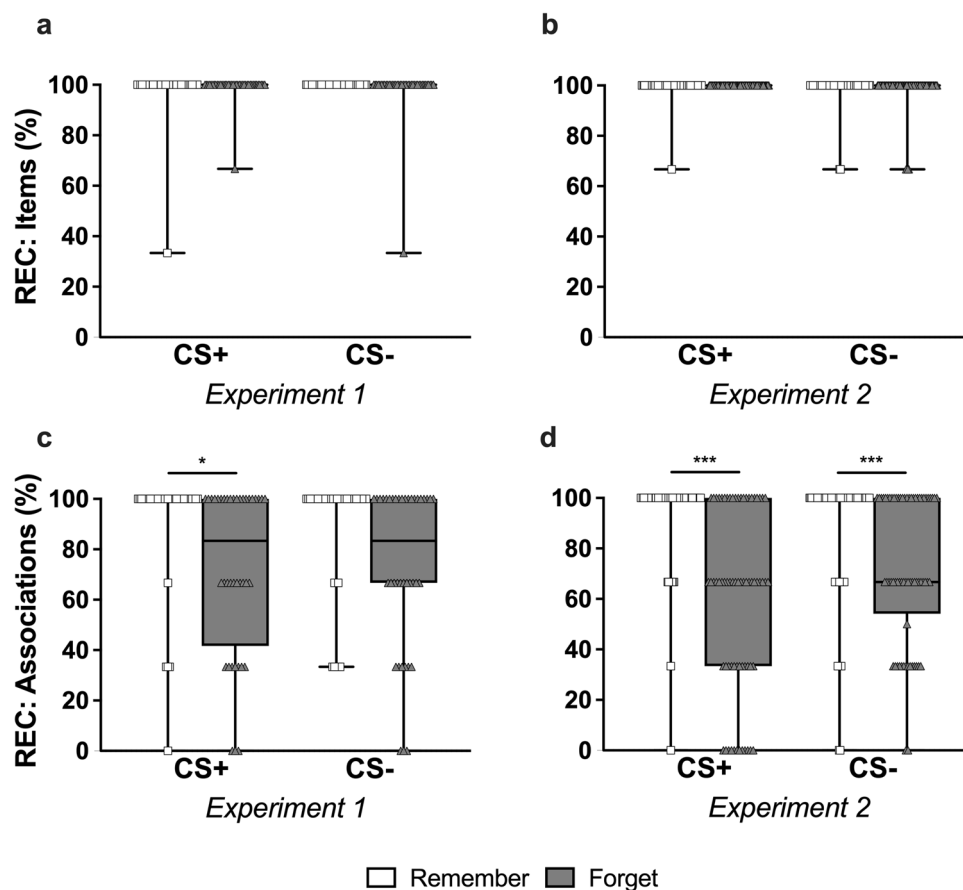 a
b
REC: Items (%)
100
80
60
40
20
0
CS+
CS-
Experiment 1
100
80
60
40
20
0
CS+
CS-
Experiment 2
c
d
REC: Associations (%)
100
80
60
40
20
0
*
CS+
CS-
Experiment 1
100
80
60
40
20
0
***
***
CS+
CS-
Experiment 2
Remember
Forget